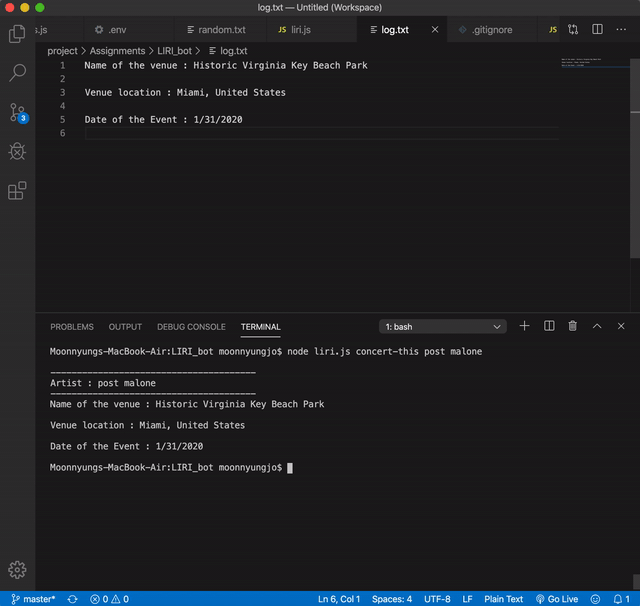 log.txt — Untitled (Workspace)
s.js .env random.txt JS liri.js log.txt .gitignore JS
project > Assignments > LIRI_bot > log.txt
1 Name of the venue : Historic Virginia Key Beach Park
2
3 Venue location : Miami, United States
4
5 Date of the Event : 1/31/2020
6
3
PROBLEMS OUTPUT DEBUG CONSOLE TERMINAL 1: bash
Moonnyungs-MacBook-Air:LIRI_bot moonnyungjo$ node liri.js concert-this post malone
---------------------------------------
Artist : post malone
---------------------------------------
Name of the venue : Historic Virginia Key Beach Park
Venue location : Miami, United States
Date of the Event : 1/31/2020
Moonnyungs-MacBook-Air:LIRI_bot moonnyungjo$
master* 0 0 Ln 6, Col 1 Spaces: 4 UTF-8 LF Plain Text Go Live 1